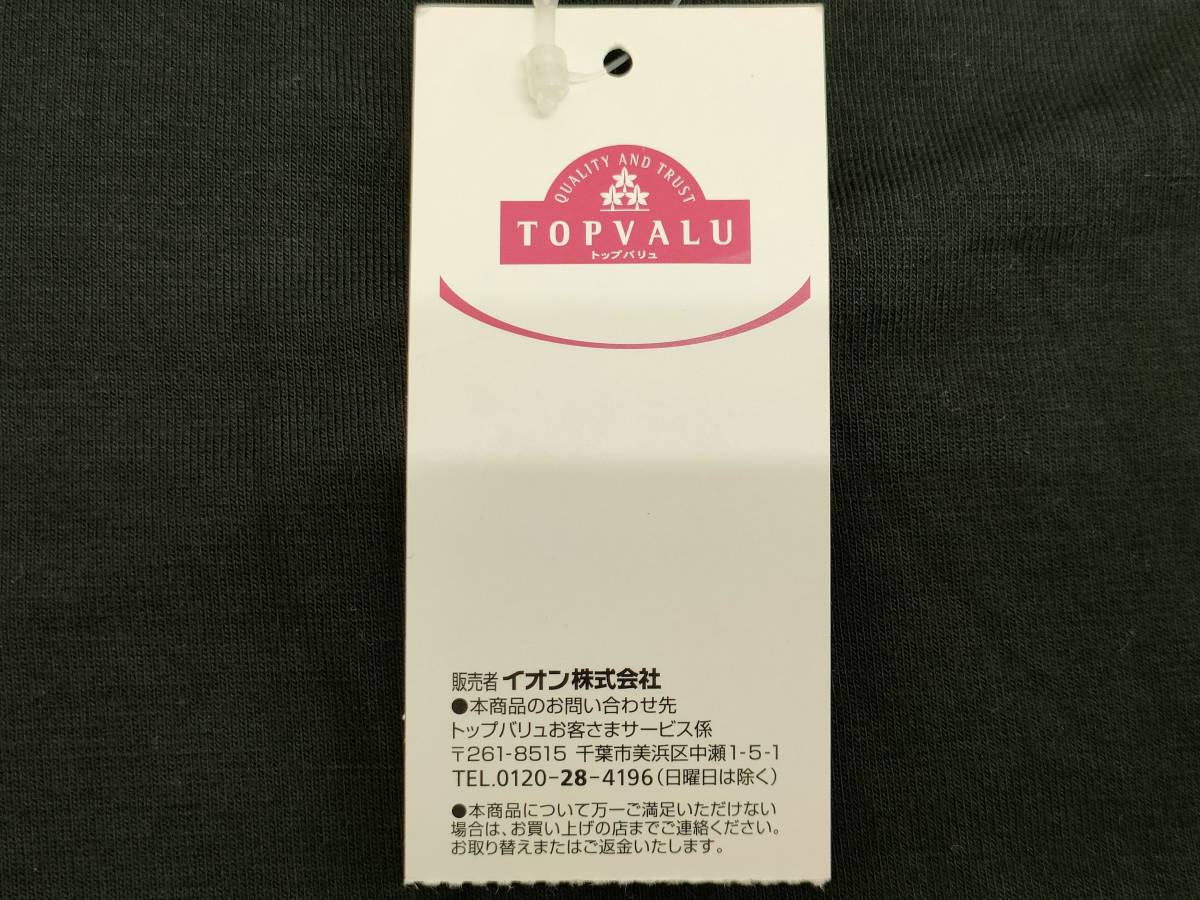 QUALITY AND TRUST
TOPVALU
トップバリュ
販売者 イオン株式会社
●本商品のお問い合わせ先
トップバリュお客さまサービス係
〒261-8515 千葉市美浜区中瀬1-5-1
TEL.0120-28-4196(日曜日は除く)
●本商品について万一ご満足いただけない
場合は、お買い上げの店までご連絡ください。
お取り替えまたはご返金いたします。